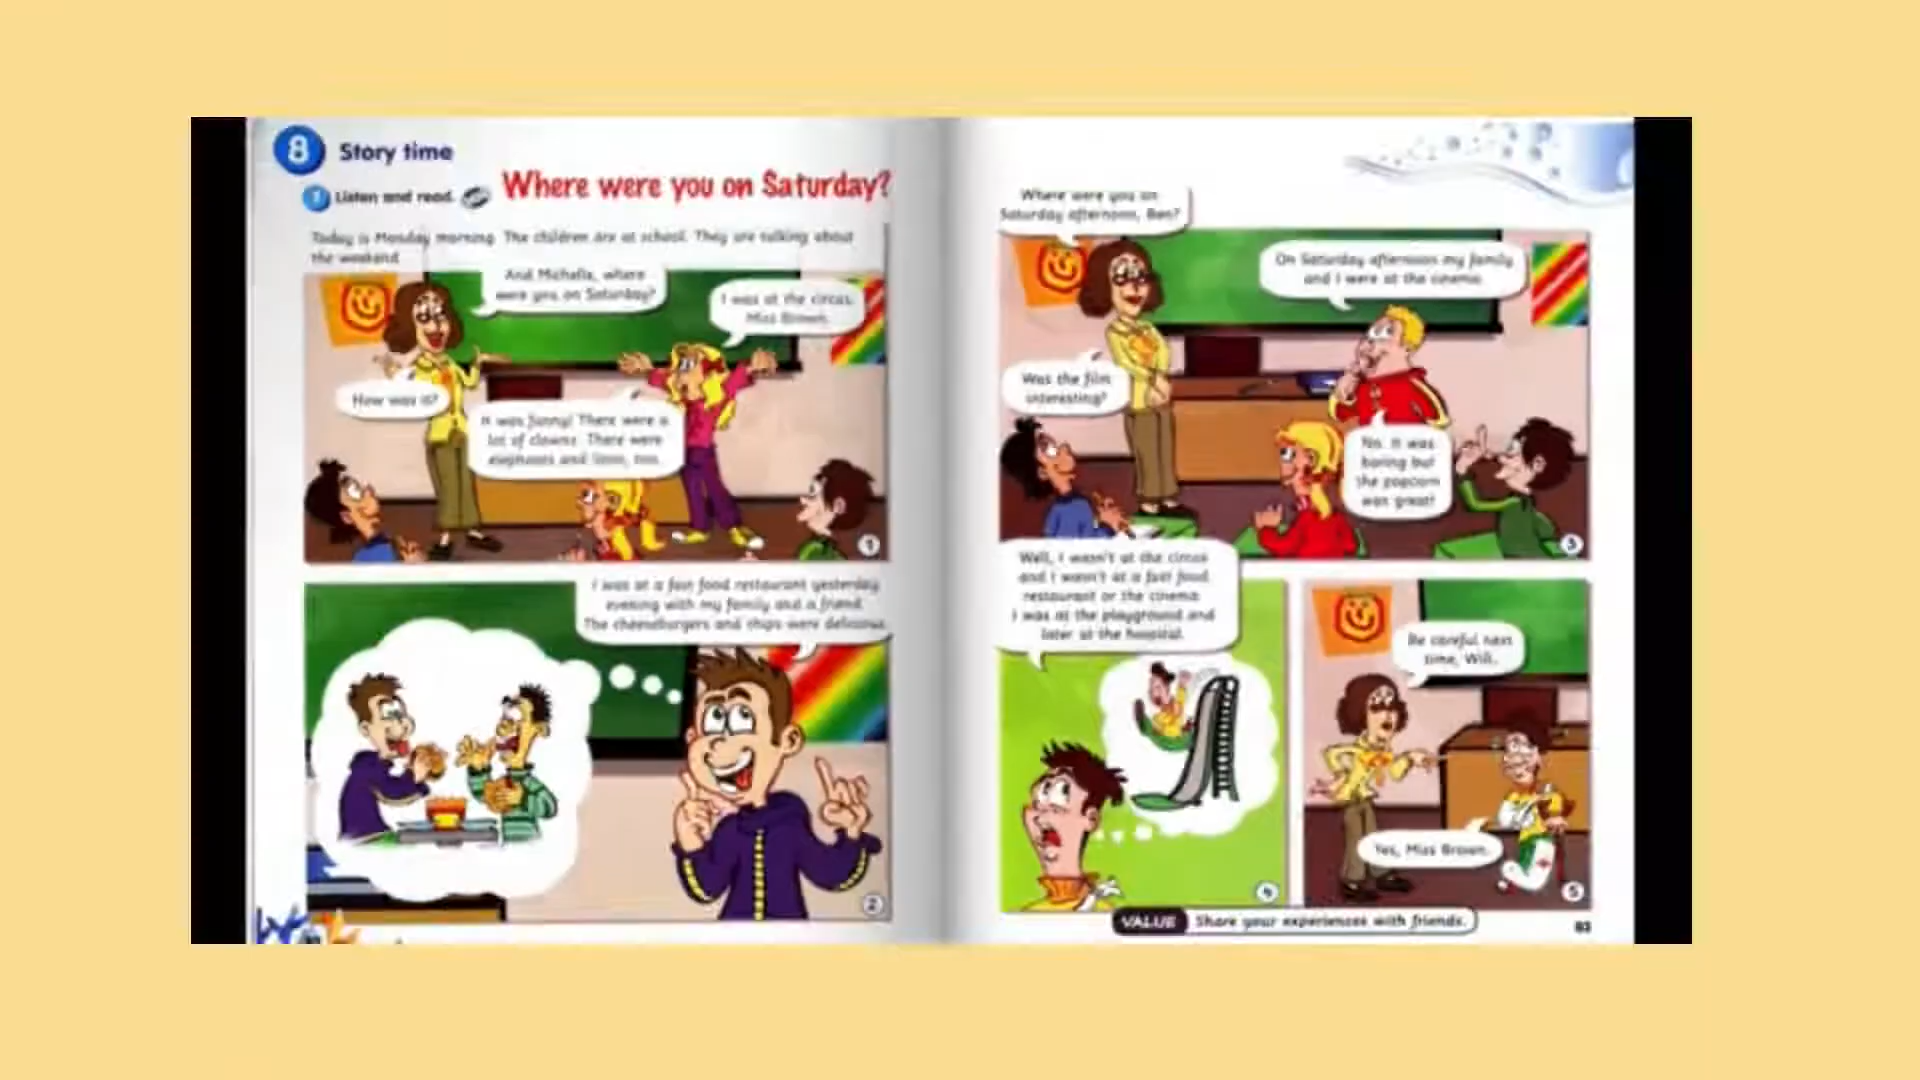 8 Story time
1 Listen and read.
Where were you on Saturday?
Today is Monday morning. The children are at school. They are talking about
the weekend.
And Michelle, where
were you on Saturday?
I was at the circus,
Miss Brown.
How was it?
It was funny! There were a
lot of clowns. There were
elephants and lions, too.
1
I was at a fast food restaurant yesterday
evening with my family and a friend.
The cheeseburgers and chips were delicious.
2
Where were you on
Saturday afternoon, Ben?
On Saturday afternoon my family
and I were at the cinema.
Was the film
interesting?
No. It was
boring but
the popcorn
was great!
3
Well, I wasn't at the circus
and I wasn't at a fast food
restaurant or the cinema.
I was at the playground and
later at the hospital.
4
Be careful next
time, Will.
Yes, Miss Brown.
5
VALUE Share your experiences with friends.
83